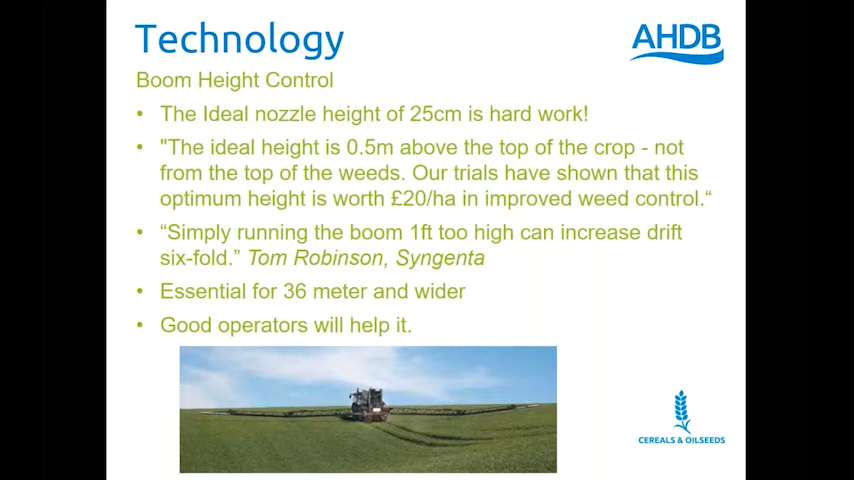 Technology
AHDB
Boom Height Control
• The Ideal nozzle height of 25cm is hard work!
• "The ideal height is 0.5m above the top of the crop - not
from the top of the weeds. Our trials have shown that this
optimum height is worth £20/ha in improved weed control.“
• “Simply running the boom 1ft too high can increase drift
six-fold.” Tom Robinson, Syngenta
• Essential for 36 meter and wider
• Good operators will help it.
CEREALS & OILSEEDS